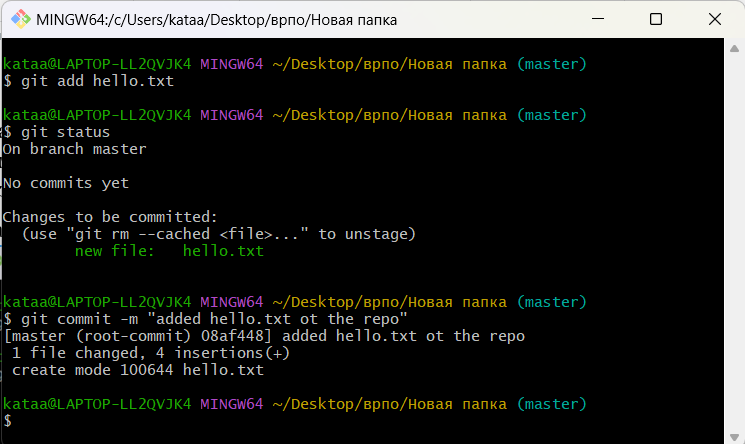 MINGW64:/c/Users/kataa/Desktop/врпо/Новая папка
kataa@LAPTOP-LL2QVJK4 MINGW64 ~/Desktop/врпо/Новая папка (master)
$ git add hello.txt
kataa@LAPTOP-LL2QVJK4 MINGW64 ~/Desktop/врпо/Новая папка (master)
$ git status
On branch master
No commits yet
Changes to be committed:
  (use "git rm --cached <file>..." to unstage)
        new file:   hello.txt
kataa@LAPTOP-LL2QVJK4 MINGW64 ~/Desktop/врпо/Новая папка (master)
$ git commit -m "added hello.txt ot the repo"
[master (root-commit) 08af448] added hello.txt ot the repo
 1 file changed, 4 insertions(+)
 create mode 100644 hello.txt
kataa@LAPTOP-LL2QVJK4 MINGW64 ~/Desktop/врпо/Новая папка (master)
$